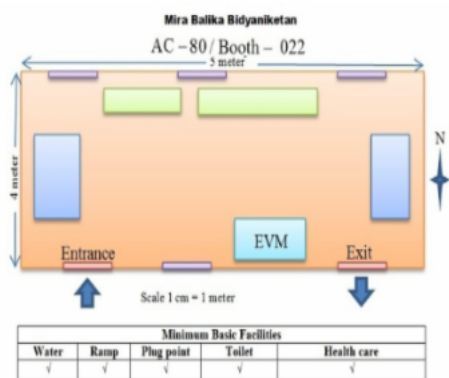 Mira Balika Bidyaniketan
AC – 80/ Booth – 022
5 meter
4 meter
N
Entrance
EVM
Exit
Scale 1 cm = 1 meter
Minimum Basic Facilities
Water Ramp Plug point Toilet Health care
√ √ √ √ √